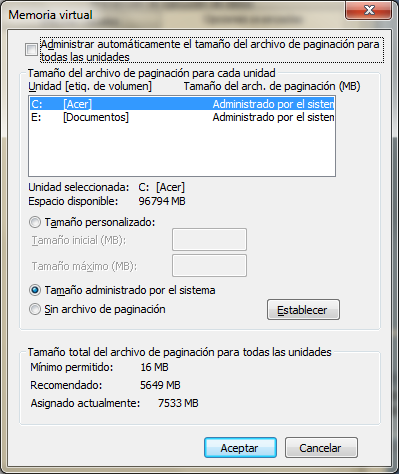 Memoria virtual
Administrar automáticamente el tamaño del archivo de paginación para
todas las unidades
Tamaño del archivo de paginación para cada unidad
Unidad [etiq. de volumen] Tamaño del arch. de paginación (MB)
C: [Acer] Administrado por el sistem
E: [Documentos] Administrado por el sistem
Unidad seleccionada: C: [Acer]
Espacio disponible: 96794 MB
Tamaño personalizado:
Tamaño inicial (MB):
Tamaño máximo (MB):
Tamaño administrado por el sistema
Sin archivo de paginación
Establecer
Tamaño total del archivo de paginación para todas las unidades
Mínimo permitido: 16 MB
Recomendado: 5649 MB
Asignado actualmente: 7533 MB
Aceptar Cancelar